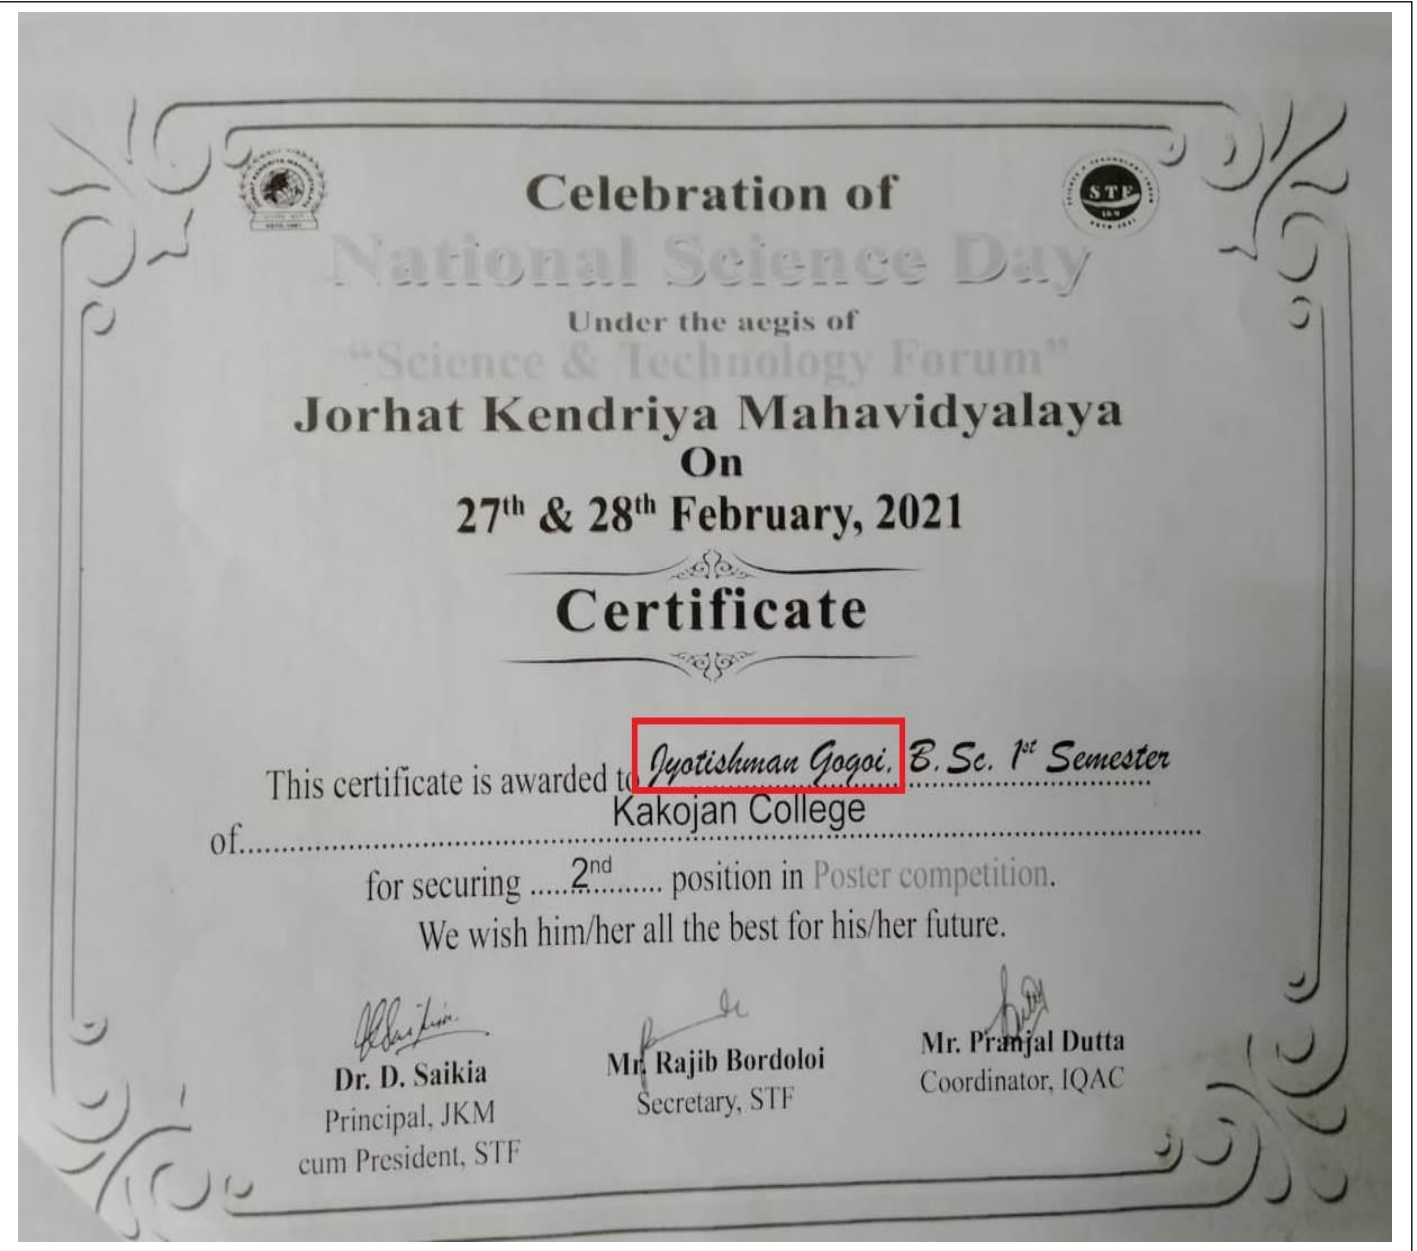 Celebration of
National Science Day
Under the aegis of
"Science & Technology Forum"
Jorhat Kendriya Mahavidyalaya
On
27th & 28th February, 2021
Certificate
This certificate is awarded to Jyotishman Gogoi, B. Sc. 1st Semester
of.......Kakojan College.......
for securing .....2nd.......... position in Poster competition.
We wish him/her all the best for his/her future.
Dr. D. Saikia
Principal, JKM
cum President, STF
Mr. Rajib Bordoloi
Secretary, STF
Mr. Pranjal Dutta
Coordinator, IQAC
STF